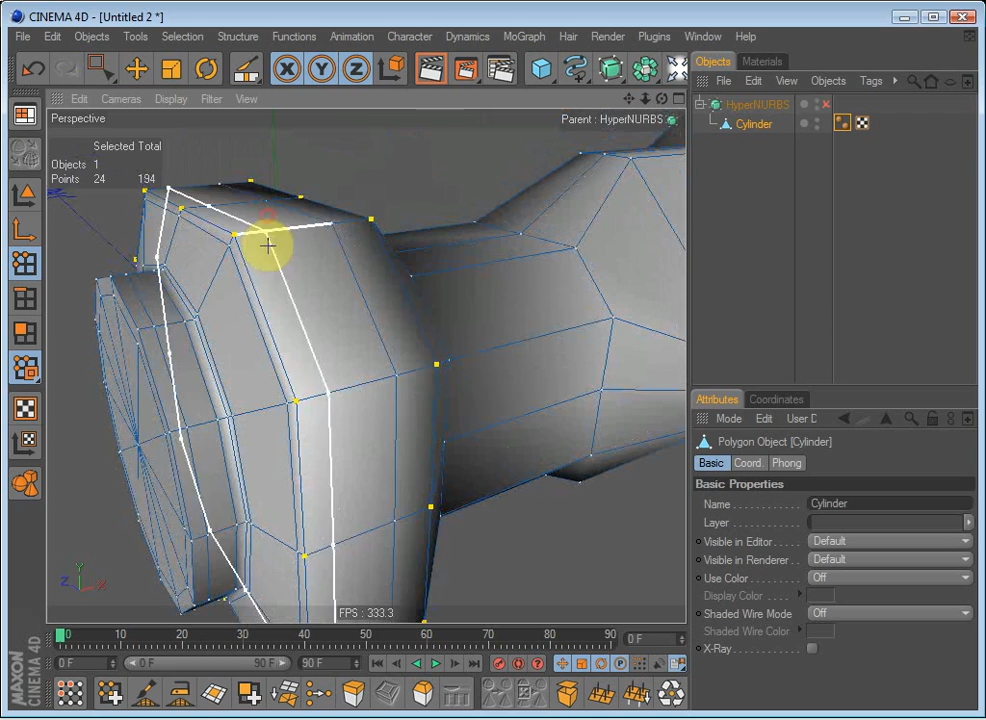 CINEMA 4D - [Untitled 2 *]
File Edit Objects Tools Selection Structure Functions Animation Character Dynamics MoGraph Hair Render Plugins Window Help
X Y Z
Objects Materials
File Edit View Objects Tags
Edit Cameras Display Filter View
Perspective
Parent : HyperNURBS
HyperNURBS
Cylinder
Selected Total
Objects 1
Points 24 194
Attributes Coordinates
Mode Edit User D
Polygon Object [Cylinder]
Basic Coord. Phong
Basic Properties
Name Cylinder
Layer
Visible in Editor Default
Visible in Renderer Default
Use Color Off
Display Color
Shaded Wire Mode Off
Shaded Wire Color
X-Ray
Y
Z X
FPS : 333.3
0 10 20 30 40 50 60 70 80 90 0 F
0 F 0 F 90 F 90 F
MAXON
CINEMA 4D